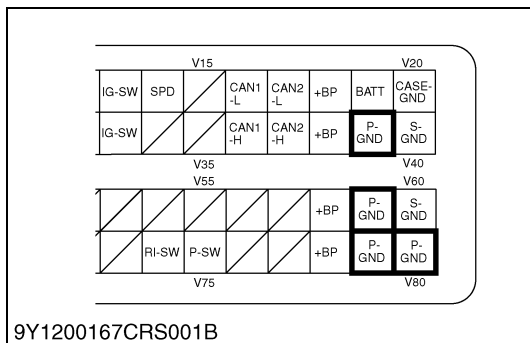 V15 V20
IG-SW SPD CAN1-L CAN2-L +BP BATT CASE-GND
IG-SW CAN1-H CAN2-H +BP P-GND S-GND
V35 V40
V55 V60
+BP P-GND S-GND
RI-SW P-SW +BP P-GND P-GND
V75 V80
9Y1200167CRS001B